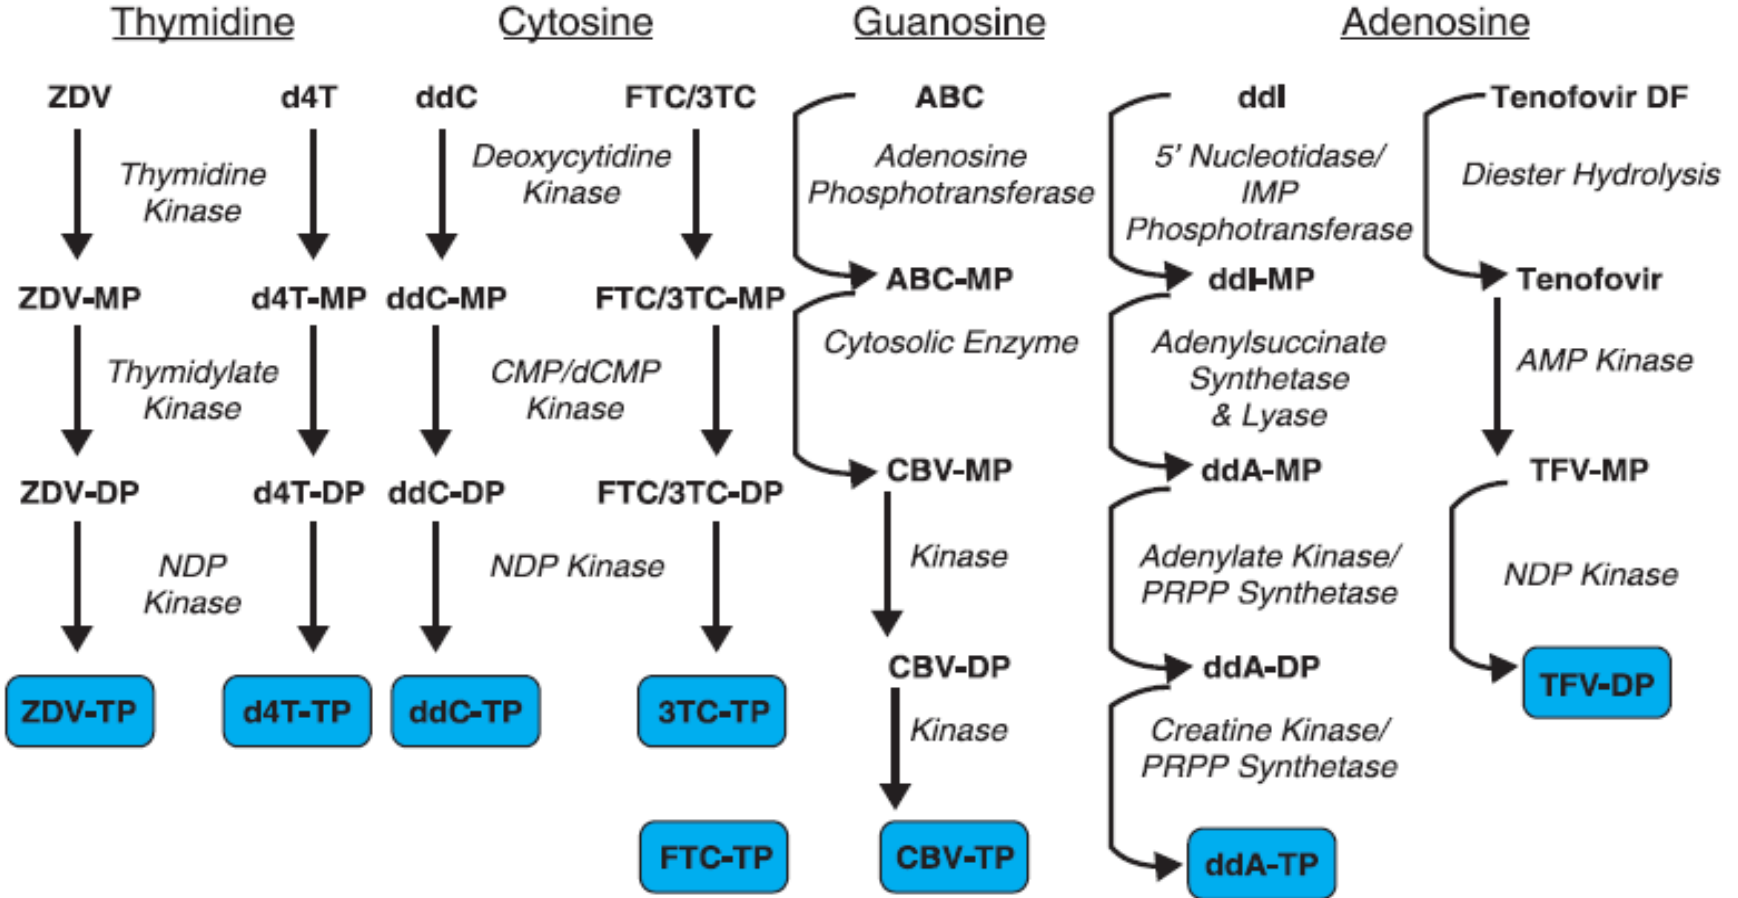 Thymidine
Cytosine
Guanosine
Adenosine
ZDV
d4T
ddC
FTC/3TC
ABC
ddI
Tenofovir DF
Thymidine
Kinase
Deoxycytidine
Kinase
Adenosine
Phosphotransferase
5' Nucleotidase/
IMP
Phosphotransferase
Diester Hydrolysis
ZDV-MP
d4T-MP
ddC-MP
FTC/3TC-MP
ABC-MP
ddI-MP
Tenofovir
Thymidylate
Kinase
CMP/dCMP
Kinase
Cytosolic Enzyme
Adenylsuccinate
Synthetase
& Lyase
AMP Kinase
ZDV-DP
d4T-DP
ddC-DP
FTC/3TC-DP
CBV-MP
ddA-MP
TFV-MP
NDP
Kinase
NDP Kinase
Kinase
Adenylate Kinase/
PRPP Synthetase
NDP Kinase
ZDV-TP
d4T-TP
ddC-TP
3TC-TP
CBV-DP
ddA-DP
TFV-DP
Kinase
Creatine Kinase/
PRPP Synthetase
FTC-TP
CBV-TP
ddA-TP